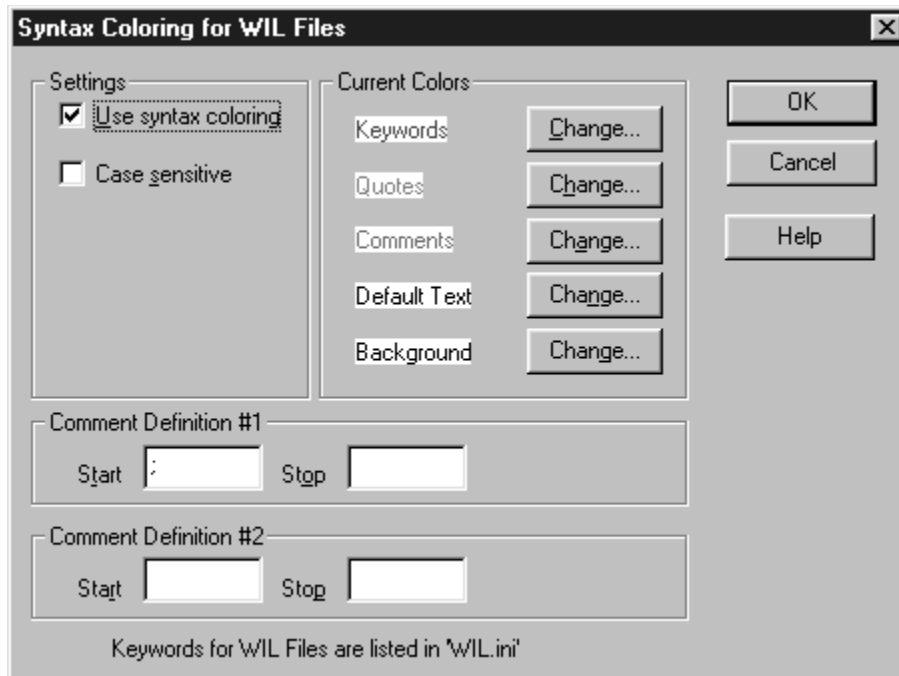 Syntax Coloring for WIL Files
Settings
Use syntax coloring
Case sensitive
Current Colors
Keywords Change...
Quotes Change...
Comments Change...
Default Text Change...
Background Change...
OK
Cancel
Help
Comment Definition #1
Start ; Stop
Comment Definition #2
Start Stop
Keywords for WIL Files are listed in 'WIL.ini'